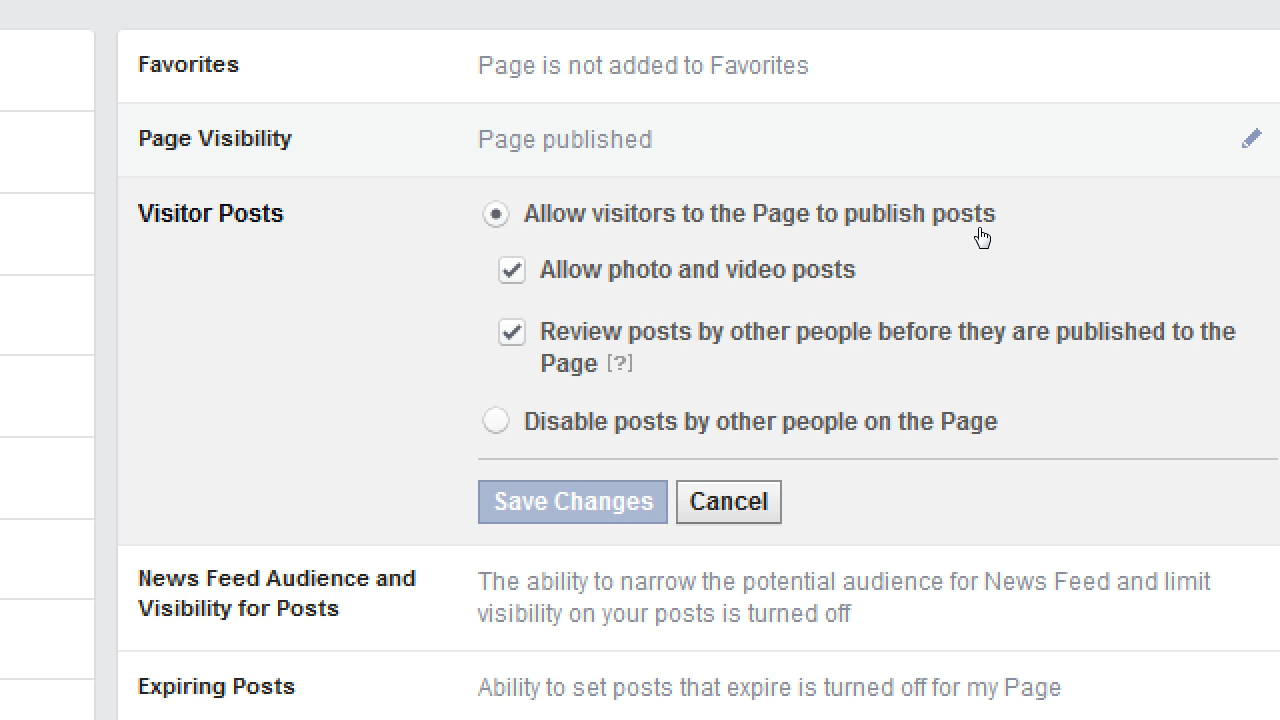 Favorites
Page is not added to Favorites
Page Visibility
Page published
Visitor Posts
Allow visitors to the Page to publish posts
Allow photo and video posts
Review posts by other people before they are published to the
Page [?]
Disable posts by other people on the Page
Save Changes
Cancel
News Feed Audience and
Visibility for Posts
The ability to narrow the potential audience for News Feed and limit
visibility on your posts is turned off
Expiring Posts
Ability to set posts that expire is turned off for my Page